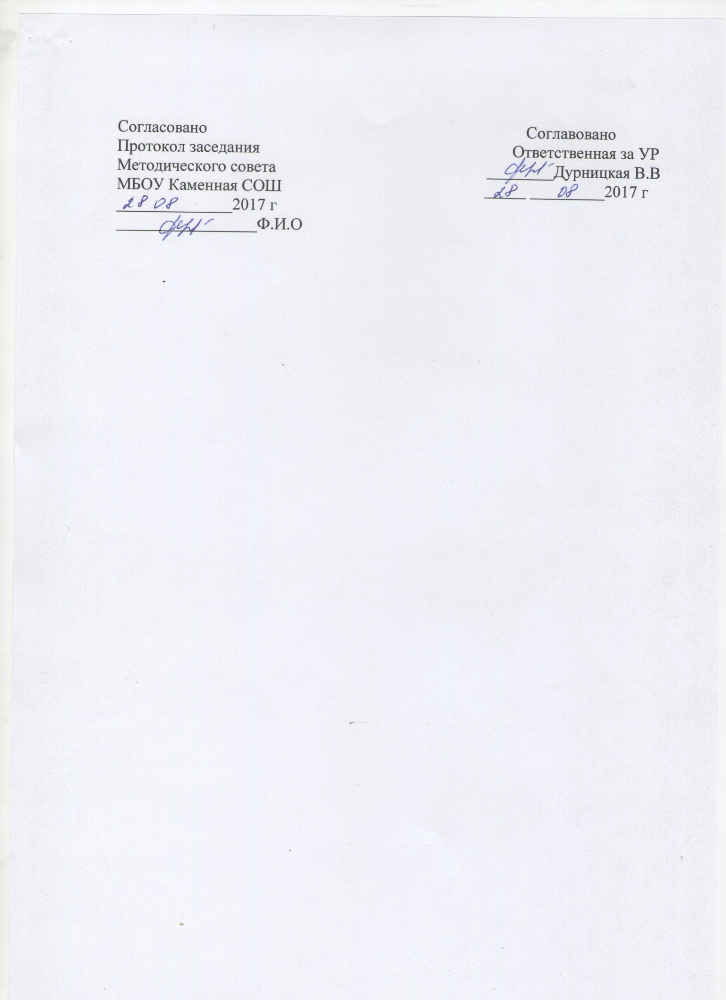 Согласовано
Протокол заседания
Методического совета
МБОУ Каменная СОШ
28 08 2017 г
Ф.И.О
Соглавовано
Ответственная за УР
Дурницкая В.В
28 08 2017 г